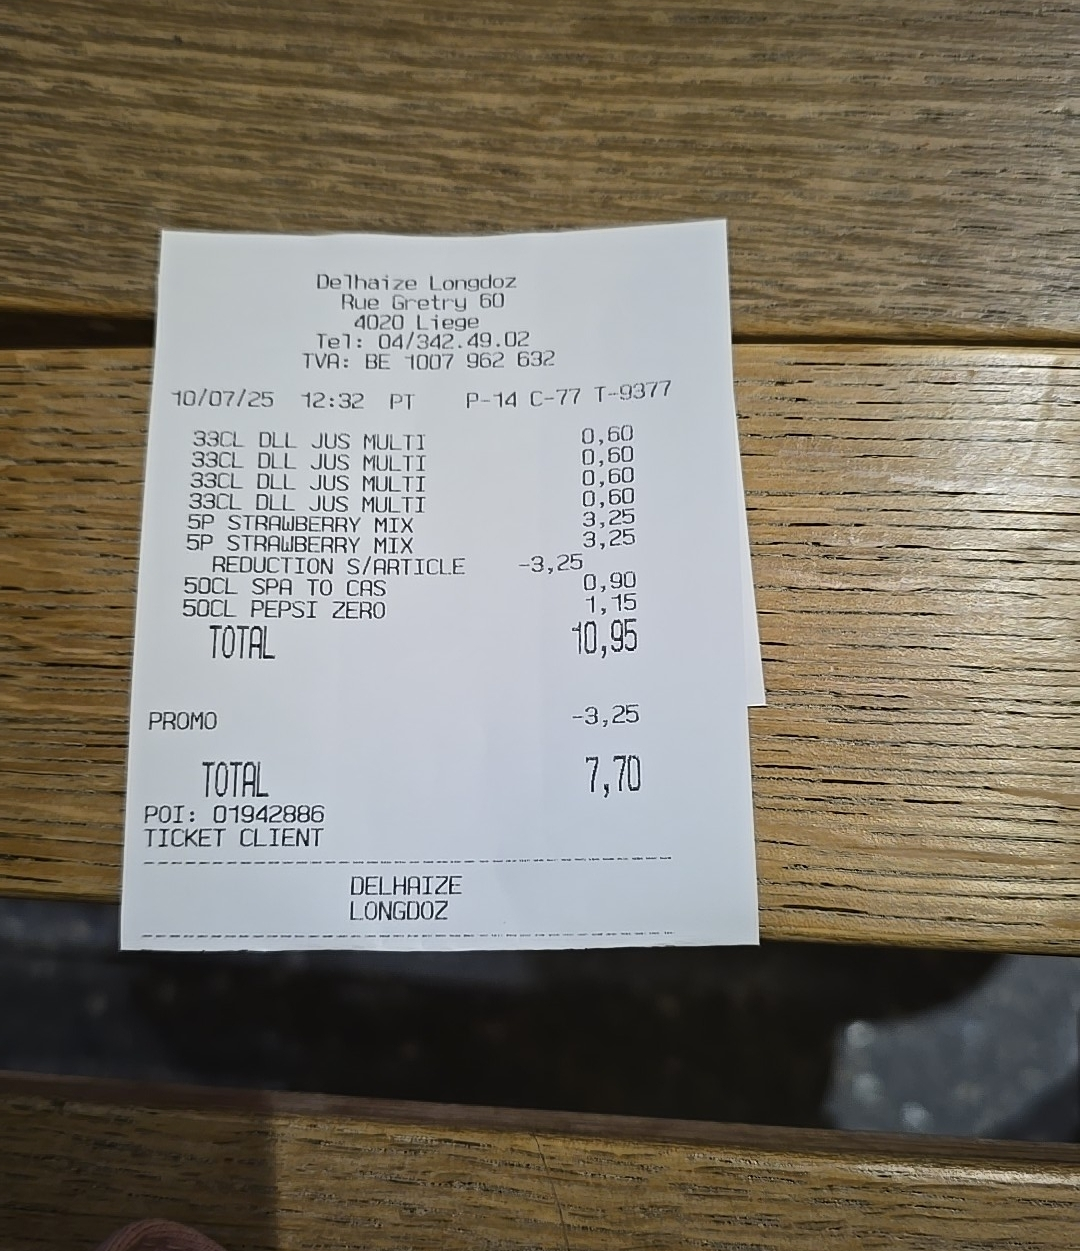 Delhaize Longdoz
Rue Gretry 60
4020 Liege
Tel: 04/342.49.02
TVA: BE 1007 962 632
10/07/25 12:32 PT P-14 C-77 T-9377
33CL DLL JUS MULTI 0,60
33CL DLL JUS MULTI 0,60
33CL DLL JUS MULTI 0,60
33CL DLL JUS MULTI 0,60
5P STRAWBERRY MIX 3,25
5P STRAWBERRY MIX 3,25
REDUCTION S/ARTICLE -3,25
50CL SPA TO CAS 0,90
50CL PEPSI ZERO 1,15
TOTAL 10,95
PROMO -3,25
TOTAL 7,70
POI: 01942886
TICKET CLIENT
DELHAIZE
LONGDOZ